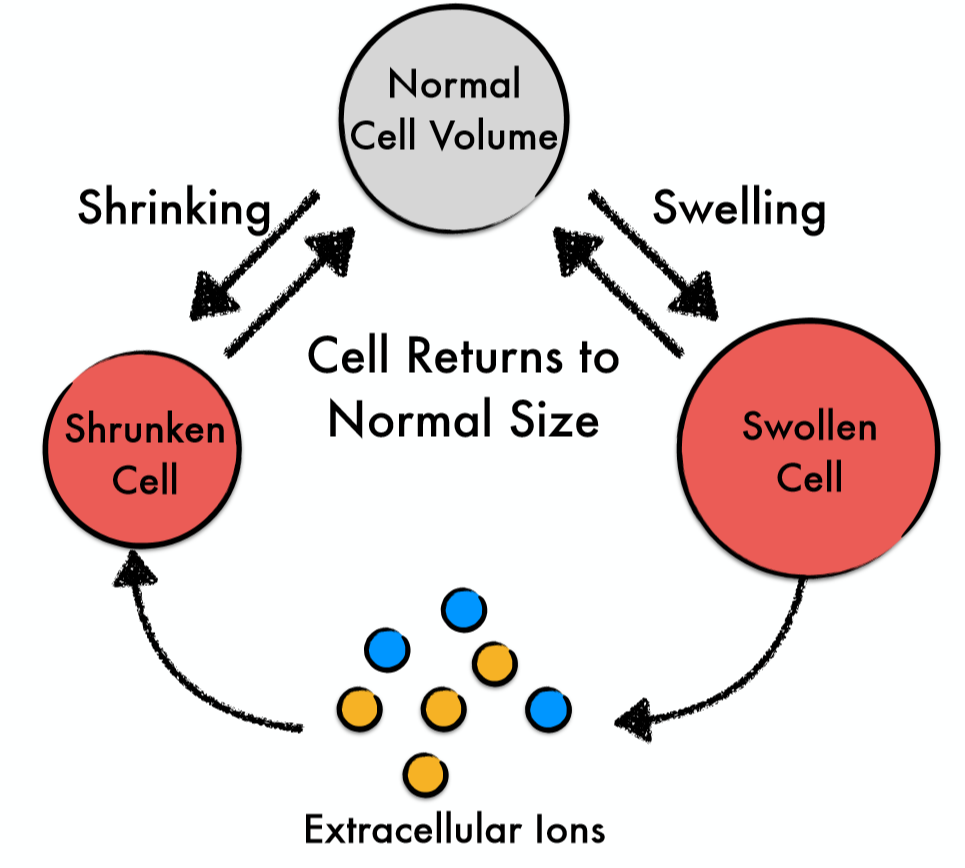 Normal
Cell Volume
Shrinking
Swelling
Cell Returns to
Normal Size
Shrunken
Cell
Swollen
Cell
Extracellular Ions